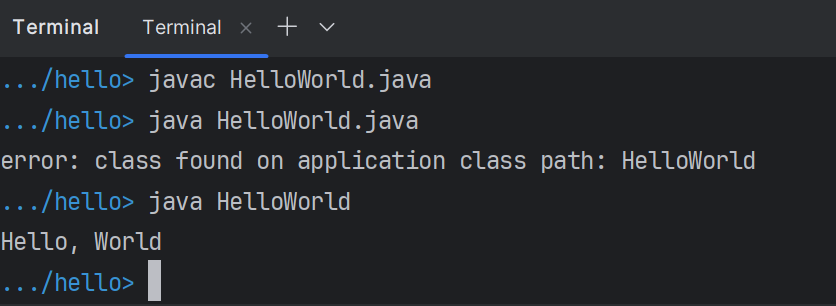 Terminal Terminal
.../hello> javac HelloWorld.java
.../hello> java HelloWorld.java
error: class found on application class path: HelloWorld
.../hello> java HelloWorld
Hello, World
.../hello>